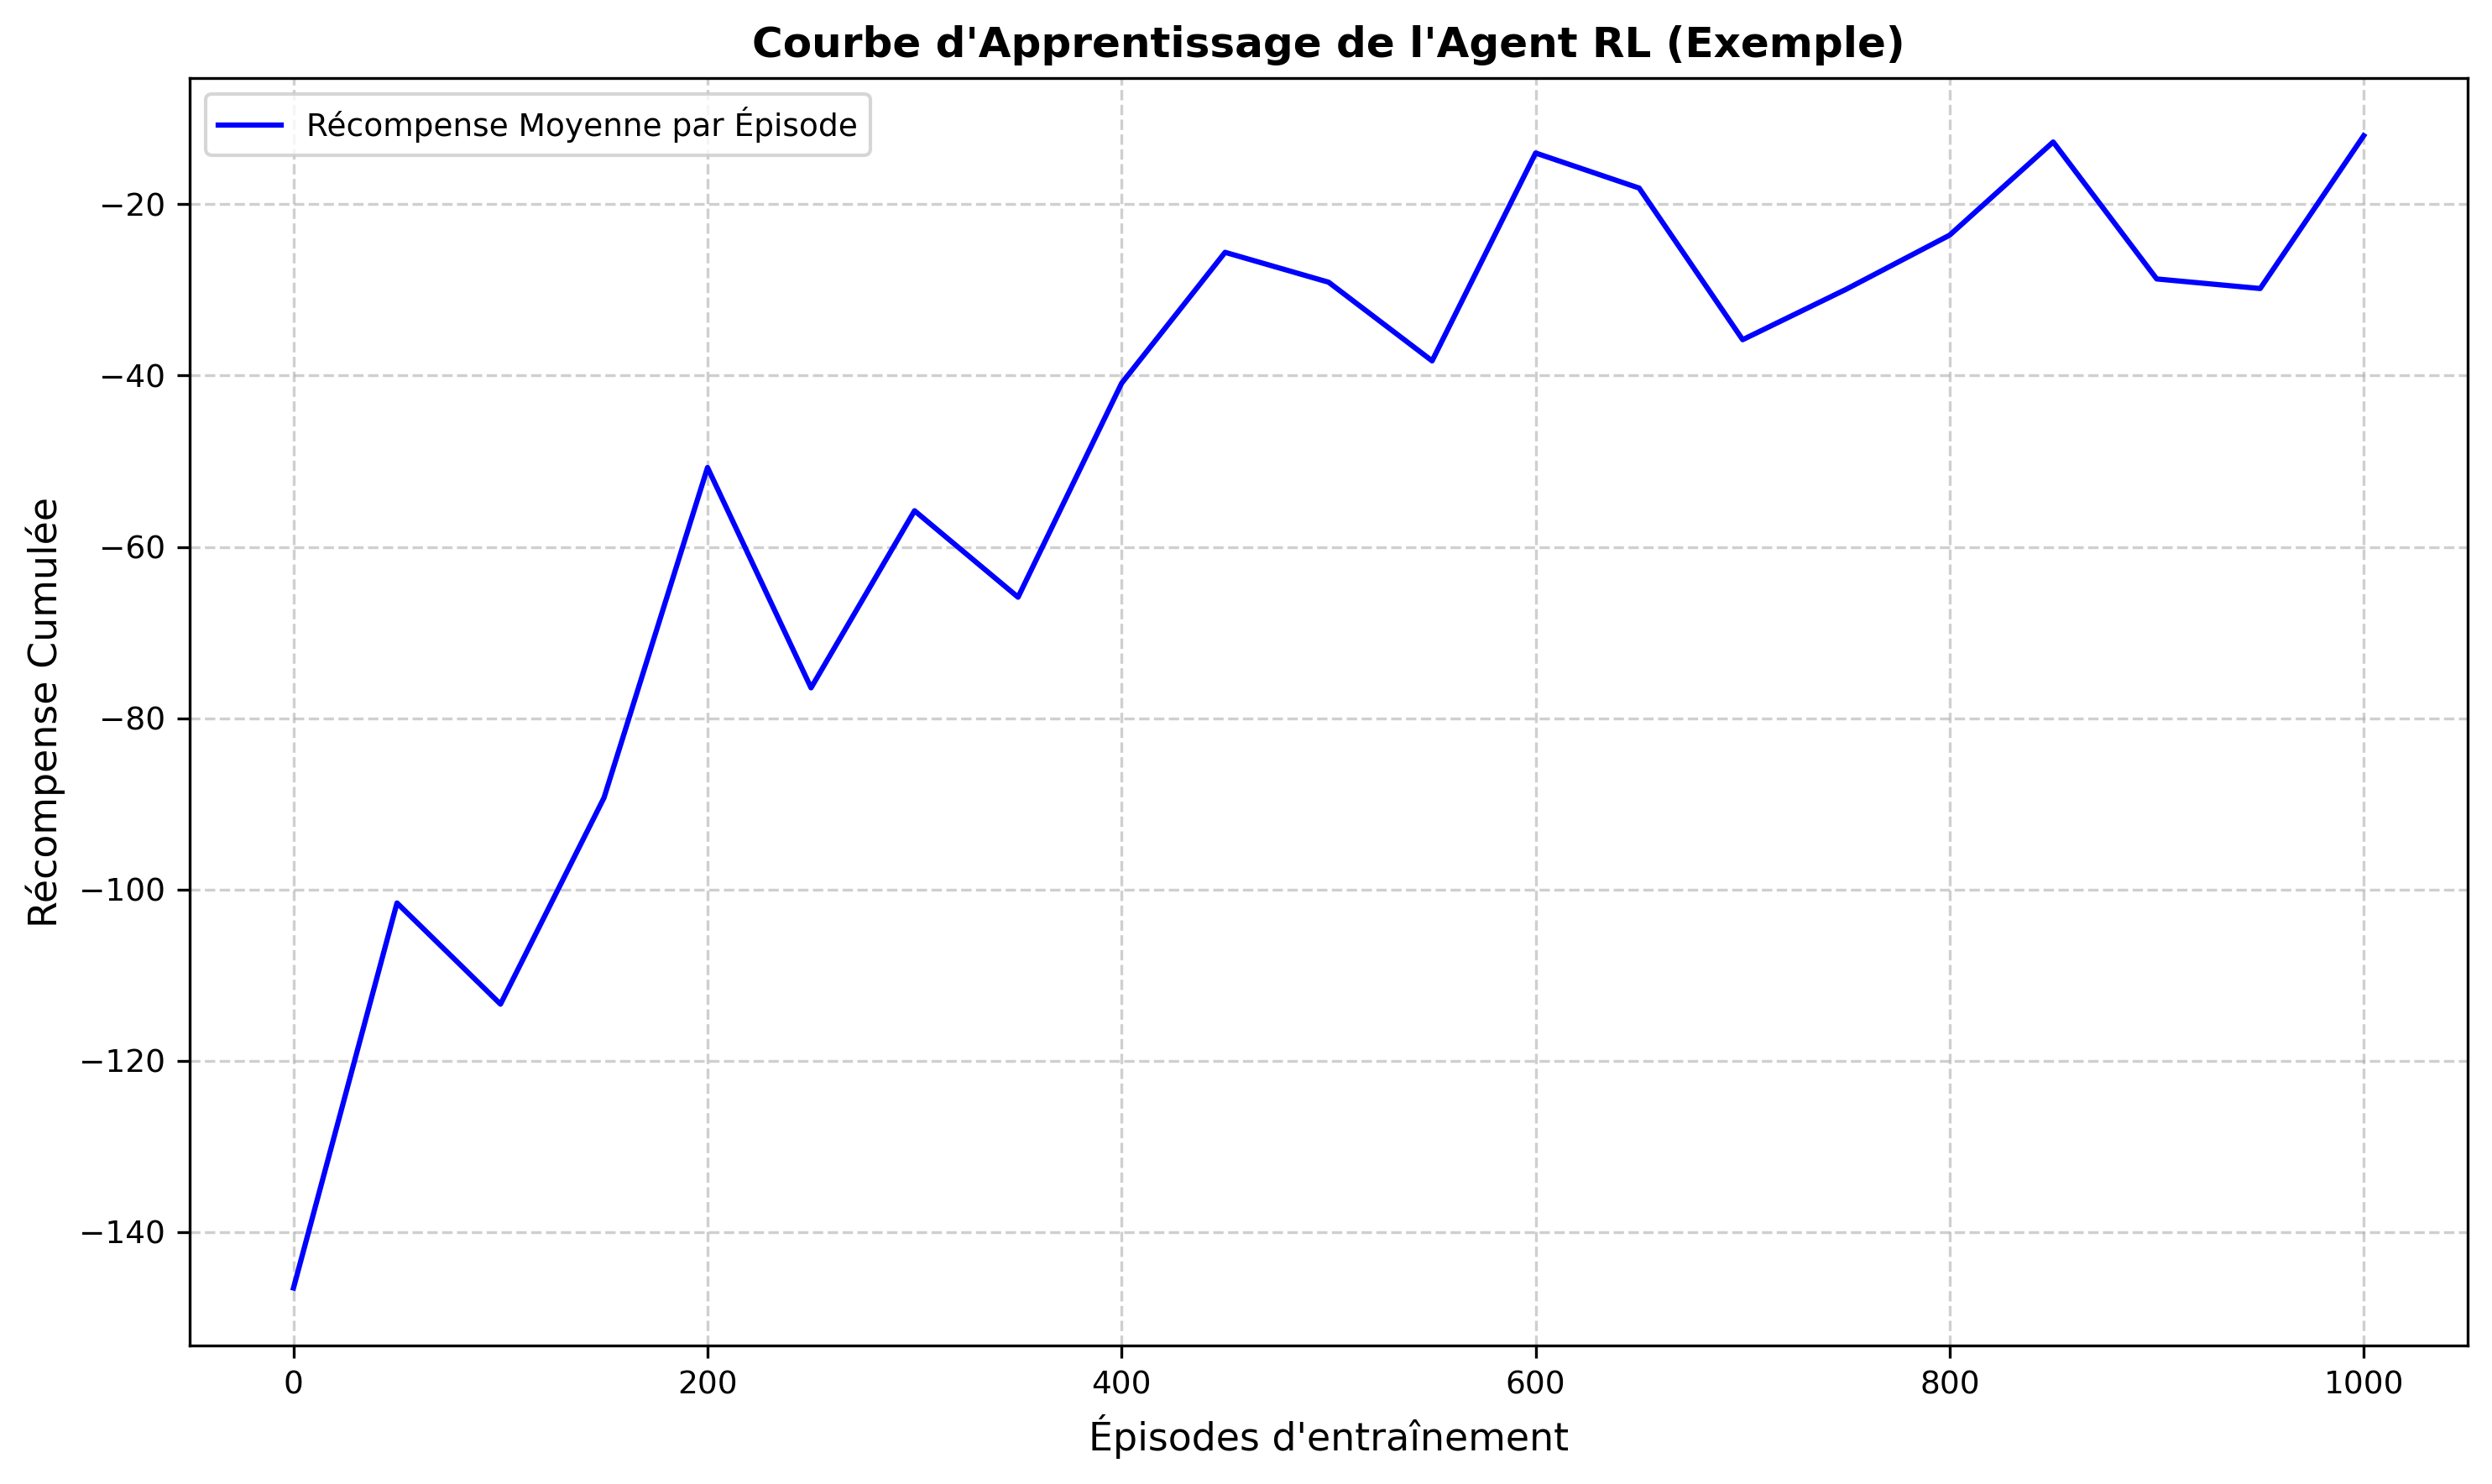 Courbe d'Apprentissage de l'Agent RL (Exemple)
Récompense Moyenne par Épisode
Récompense Cumulée
−20
−40
−60
−80
−100
−120
−140
0 200 400 600 800 1000
Épisodes d'entraînement